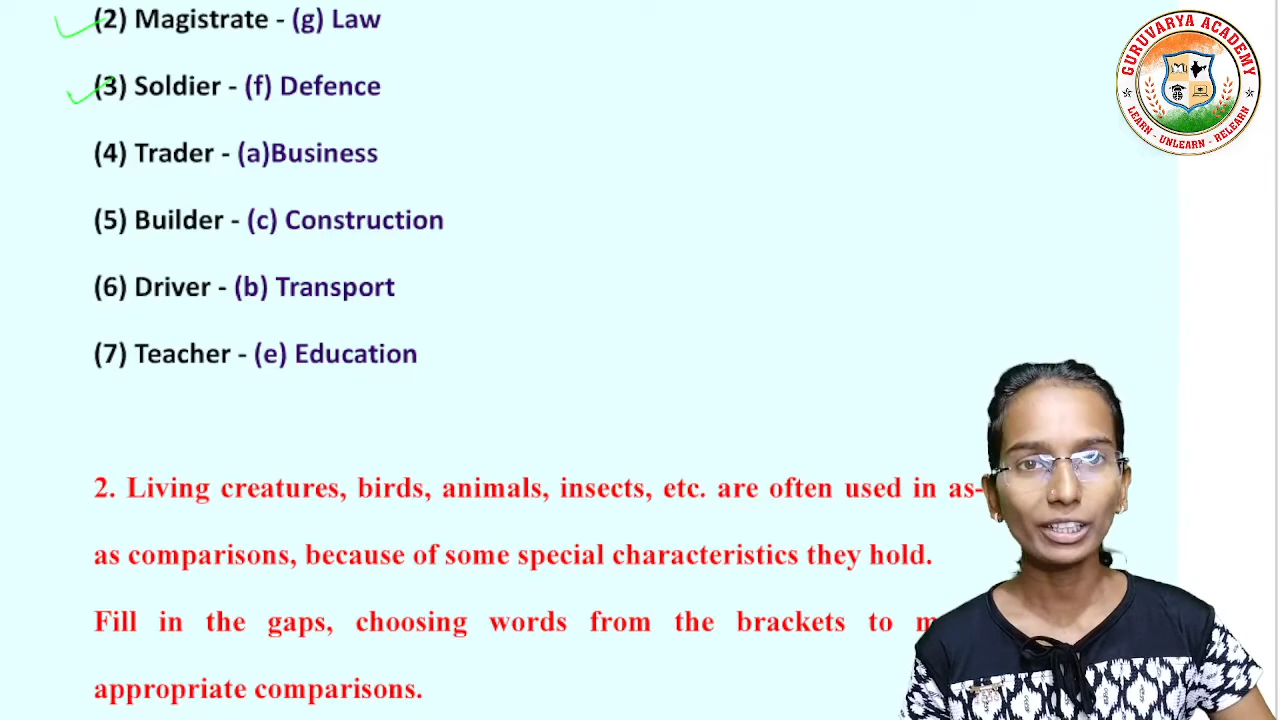 (2) Magistrate - (g) Law
(3) Soldier - (f) Defence
(4) Trader - (a)Business
(5) Builder - (c) Construction
(6) Driver - (b) Transport
(7) Teacher - (e) Education
2. Living creatures, birds, animals, insects, etc. are often used in as-
as comparisons, because of some special characteristics they hold.
Fill in the gaps, choosing words from the brackets to
appropriate comparisons.
GURUVARYA ACADEMY
LEARN - UNLEARN - RELEARN